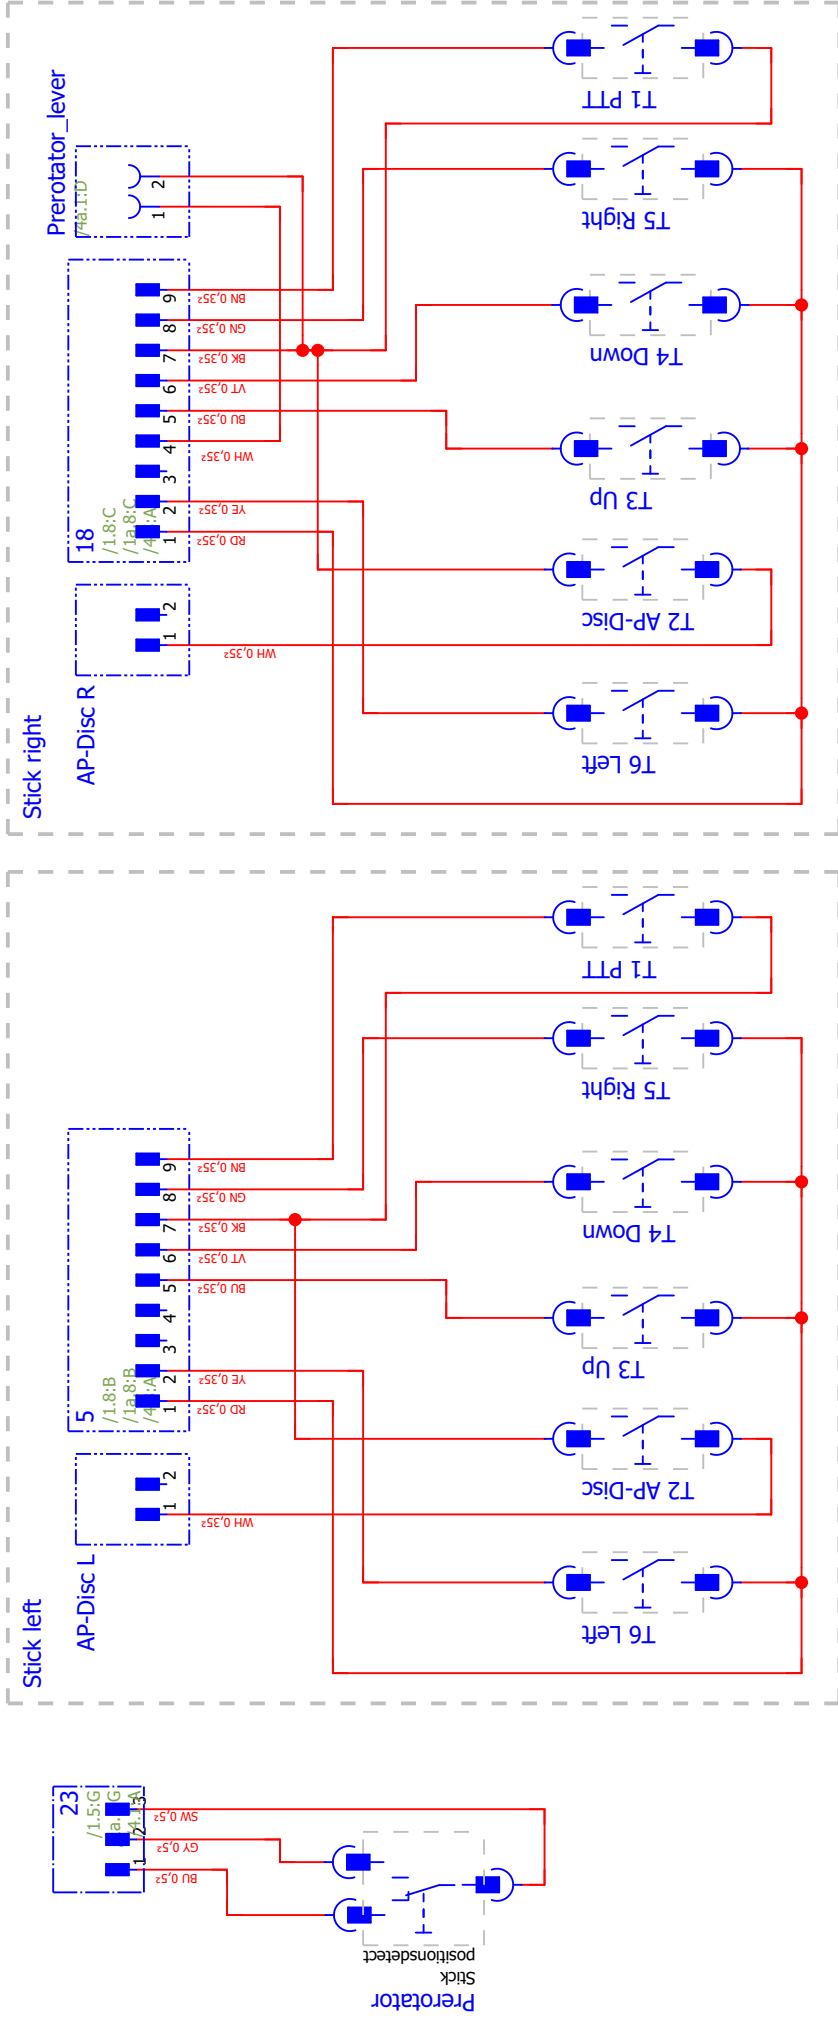 Prerotator_lever
/4a.1:D
2
1
T1 PTT
T5 Right
T4 Down
T3 Up
T2 AP-Disc
T6 Left
9
BN 0,35²
8
GN 0,35²
7
BK 0,35²
6
VT 0,35²
5
BU 0,35²
4
WH 0,35²
3
2
YE 0,35²
1
RD 0,35²
18
/1.8:C
/1a.8:C
2
1
WH 0,35²
AP-Disc R
Stick right
T1 PTT
T5 Right
T4 Down
T3 Up
T2 AP-Disc
T6 Left
9
BN 0,35²
8
GN 0,35²
7
BK 0,35²
6
VT 0,35²
5
BU 0,35²
4
3
2
YE 0,35²
1
RD 0,35²
5
/1.8:B
/1a.8:B
2
1
WH 0,35²
AP-Disc L
Stick left
23
/1.5:G
3
SW 0,5²
2
GY 0,5²
1
BU 0,5²
Prerotator
Stick
positionsdetect